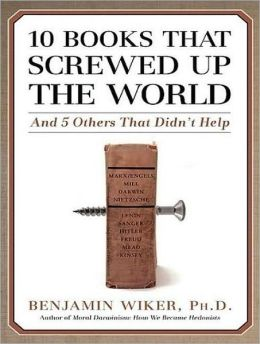 10 BOOKS THAT
SCREWED UP
THE WORLD
And 5 Others That Didn't Help
MARX/ENGELS
MILL
DARWIN
NIETZSCHE
LENIN
SANGER
HITLER
FREUD
MEAD
KINSEY
BENJAMIN WIKER, PH.D.
Author of Moral Darwinism: How We Became Hedonists